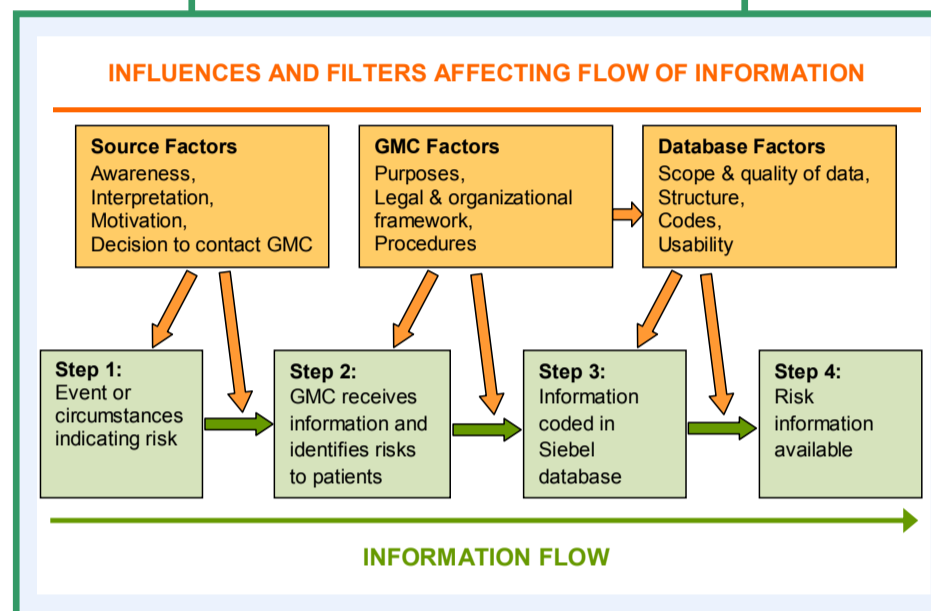 INFLUENCES AND FILTERS AFFECTING FLOW OF INFORMATION
Source Factors
Awareness,
Interpretation,
Motivation,
Decision to contact GMC
GMC Factors
Purposes,
Legal & organizational
framework,
Procedures
Database Factors
Scope & quality of data,
Structure,
Codes,
Usability
Step 1:
Event or
circumstances
indicating risk
Step 2:
GMC receives
information and
identifies risks
to patients
Step 3:
Information
coded in
Siebel
database
Step 4:
Risk
information
available
INFORMATION FLOW